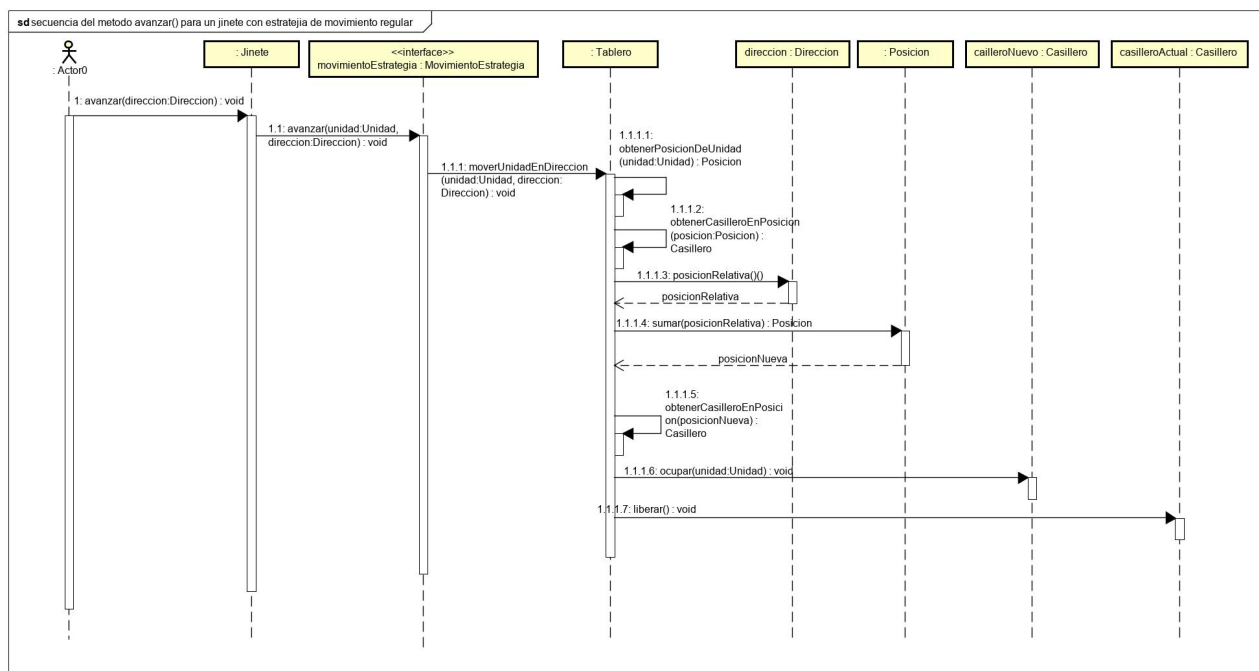 sd secuencia del metodo avanzar() para un jinete con estratejia de movimiento regular
: Actor0
: Jinete
<<interface>>
movimientoEstrategia : MovimientoEstrategia
: Tablero
direccion : Direccion
: Posicion
cailleroNuevo : Casillero
casilleroActual : Casillero
1: avanzar(direccion:Direccion) : void
1.1: avanzar(unidad:Unidad,
direccion:Direccion) : void
1.1.1: moverUnidadEnDireccion
(unidad:Unidad, direccion:
Direccion) : void
1.1.1.1:
obtenerPosicionDeUnidad
(unidad:Unidad) : Posicion
1.1.1.2:
obtenerCasilleroEnPosicion
(posicion:Posicion) :
Casillero
1.1.1.3: posicionRelativa()()
posicionRelativa
1.1.1.4: sumar(posicionRelativa) : Posicion
posicionNueva
1.1.1.5:
obtenerCasilleroEnPosici
on(posicionNueva) :
Casillero
1.1.1.6: ocupar(unidad:Unidad) : void
1.1.1.7: liberar() : void